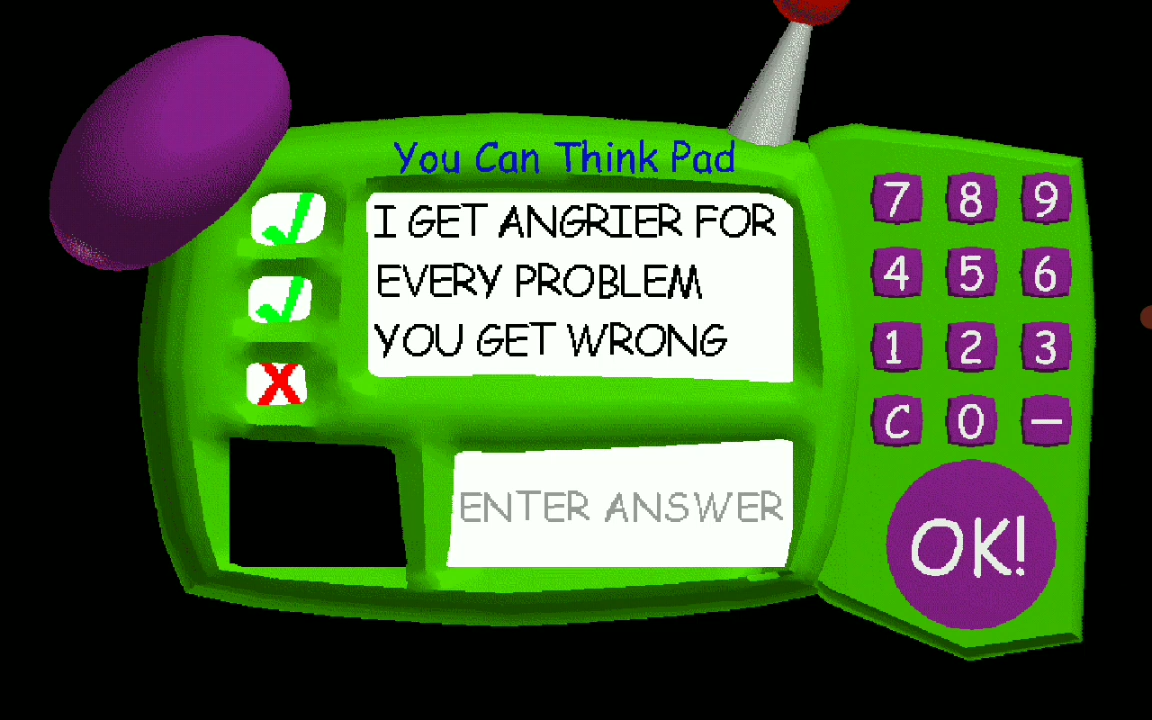 You Can Think Pad
I GET ANGRIER FOR
EVERY PROBLEM
YOU GET WRONG
ENTER ANSWER
7 8 9
4 5 6
1 2 3
C 0 −
OK!